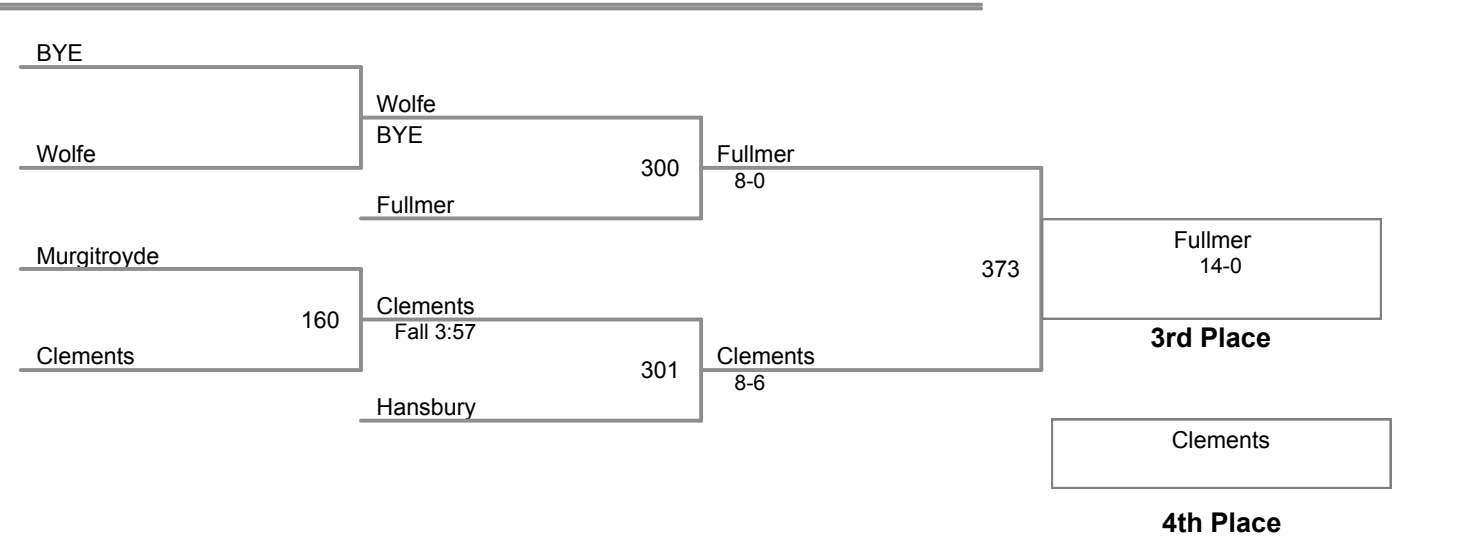 BYE
Wolfe
BYE
Wolfe
300
Fullmer
8-0
Fullmer
Murgitroyde
Fullmer
14-0
373
160
Clements
Fall 3:57
3rd Place
Clements
301
Clements
8-6
Hansbury
Clements
4th Place